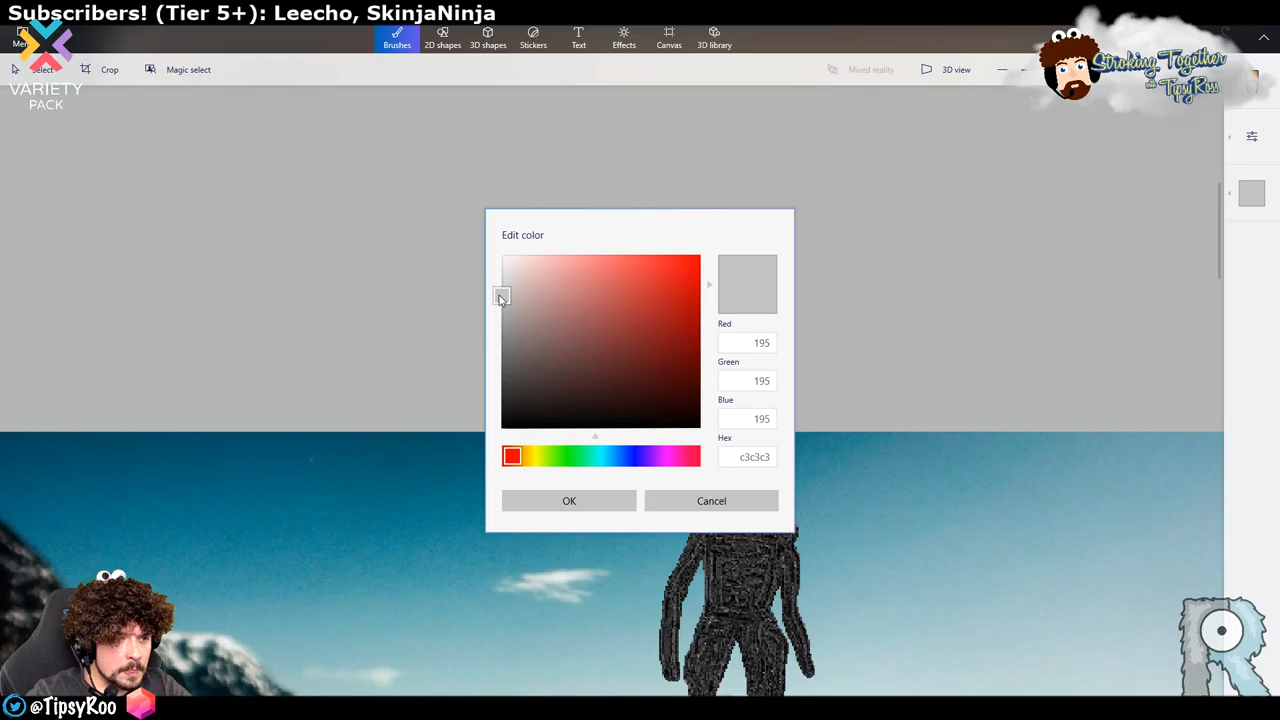 Subscribers! (Tier 5+): Leecho, SkinjaNinja
Brushes
2D shapes
3D shapes
Stickers
Text
Effects
Canvas
3D library
Select
Crop
Magic select
Mixed reality
3D view
VARIETY
PACK
Stroking Together
with TipsyRoss
Edit color
Red
195
Green
195
Blue
195
Hex
c3c3c3
OK
Cancel
@TipsyRoo